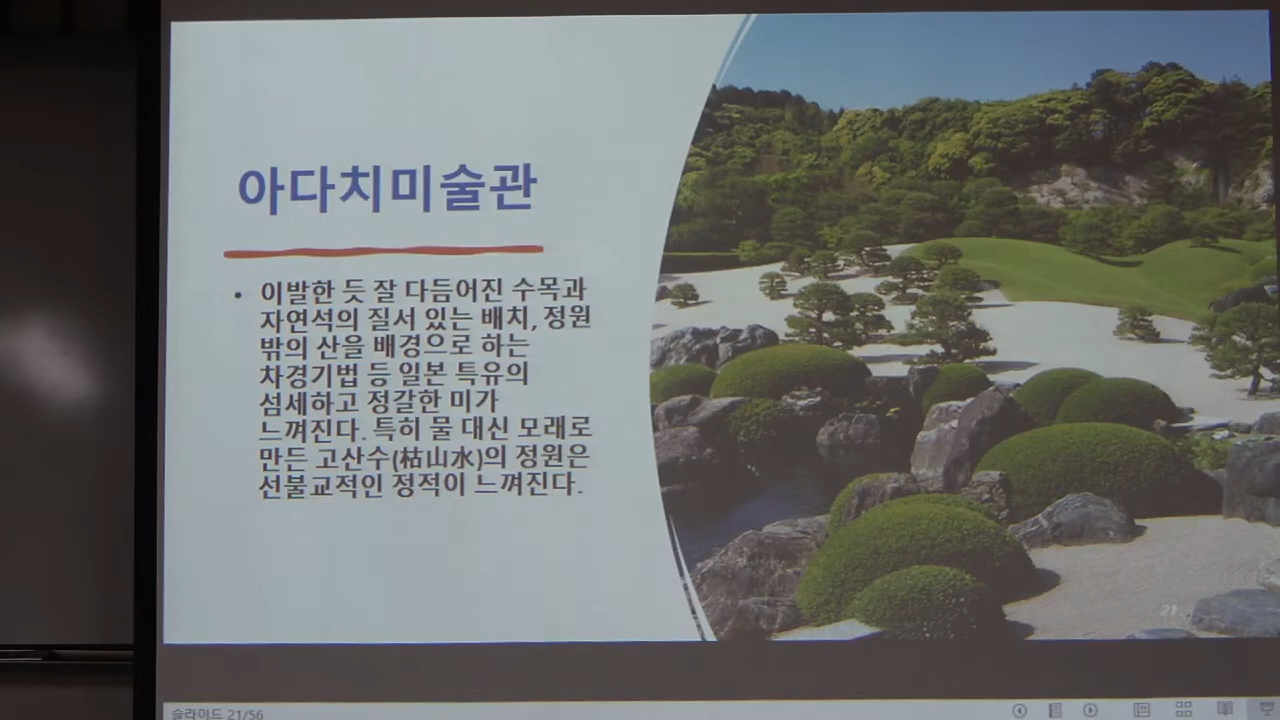 아다치미술관
• 이발한 듯 잘 다듬어진 수목과
자연석의 질서 있는 배치, 정원
밖의 산을 배경으로 하는
차경기법 등 일본 특유의
섬세하고 정갈한 미가
느껴진다. 특히 물 대신 모래로
만든 고산수(枯山水)의 정원은
선불교적인 정적이 느껴진다.
21
슬라이드 21/56